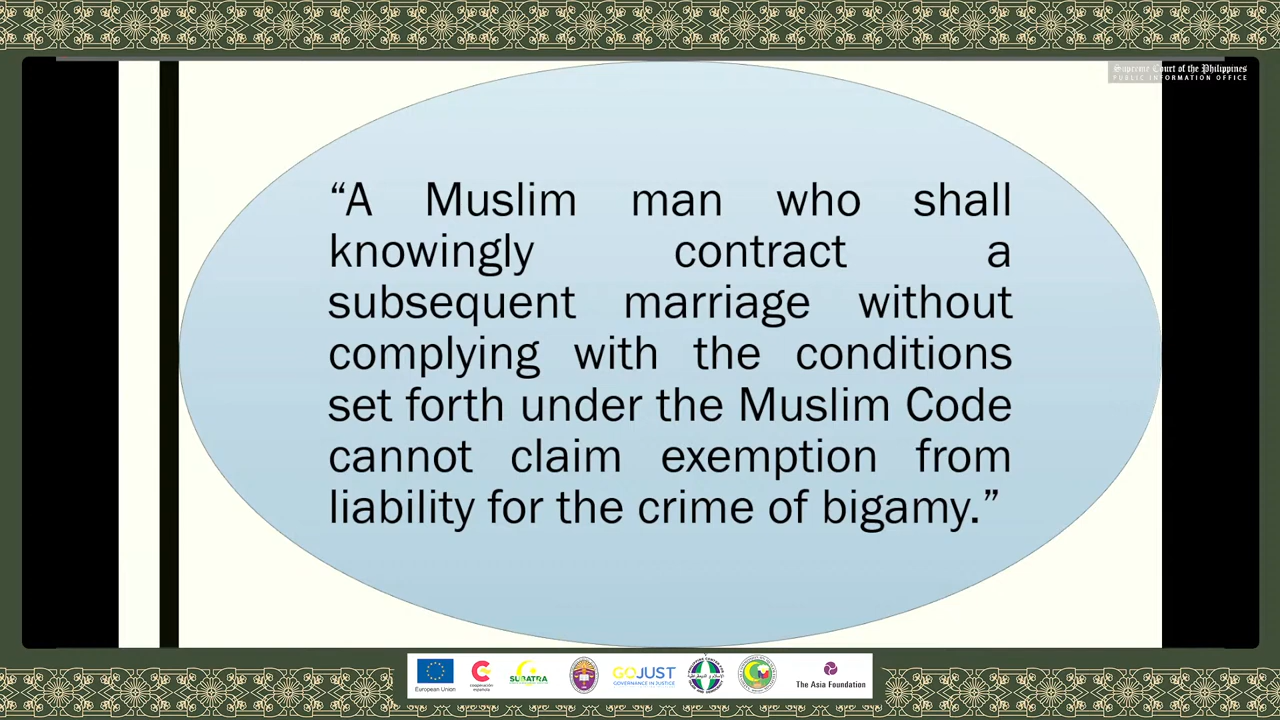 Supreme Court of the Philippines
PUBLIC INFORMATION OFFICE
“A Muslim man who shall
knowingly contract a
subsequent marriage without
complying with the conditions
set forth under the Muslim Code
cannot claim exemption from
liability for the crime of bigamy.”
European Union
cooperación
española
SUBATRA
GOJUST
GOVERNANCE IN JUSTICE
The Asia Foundation